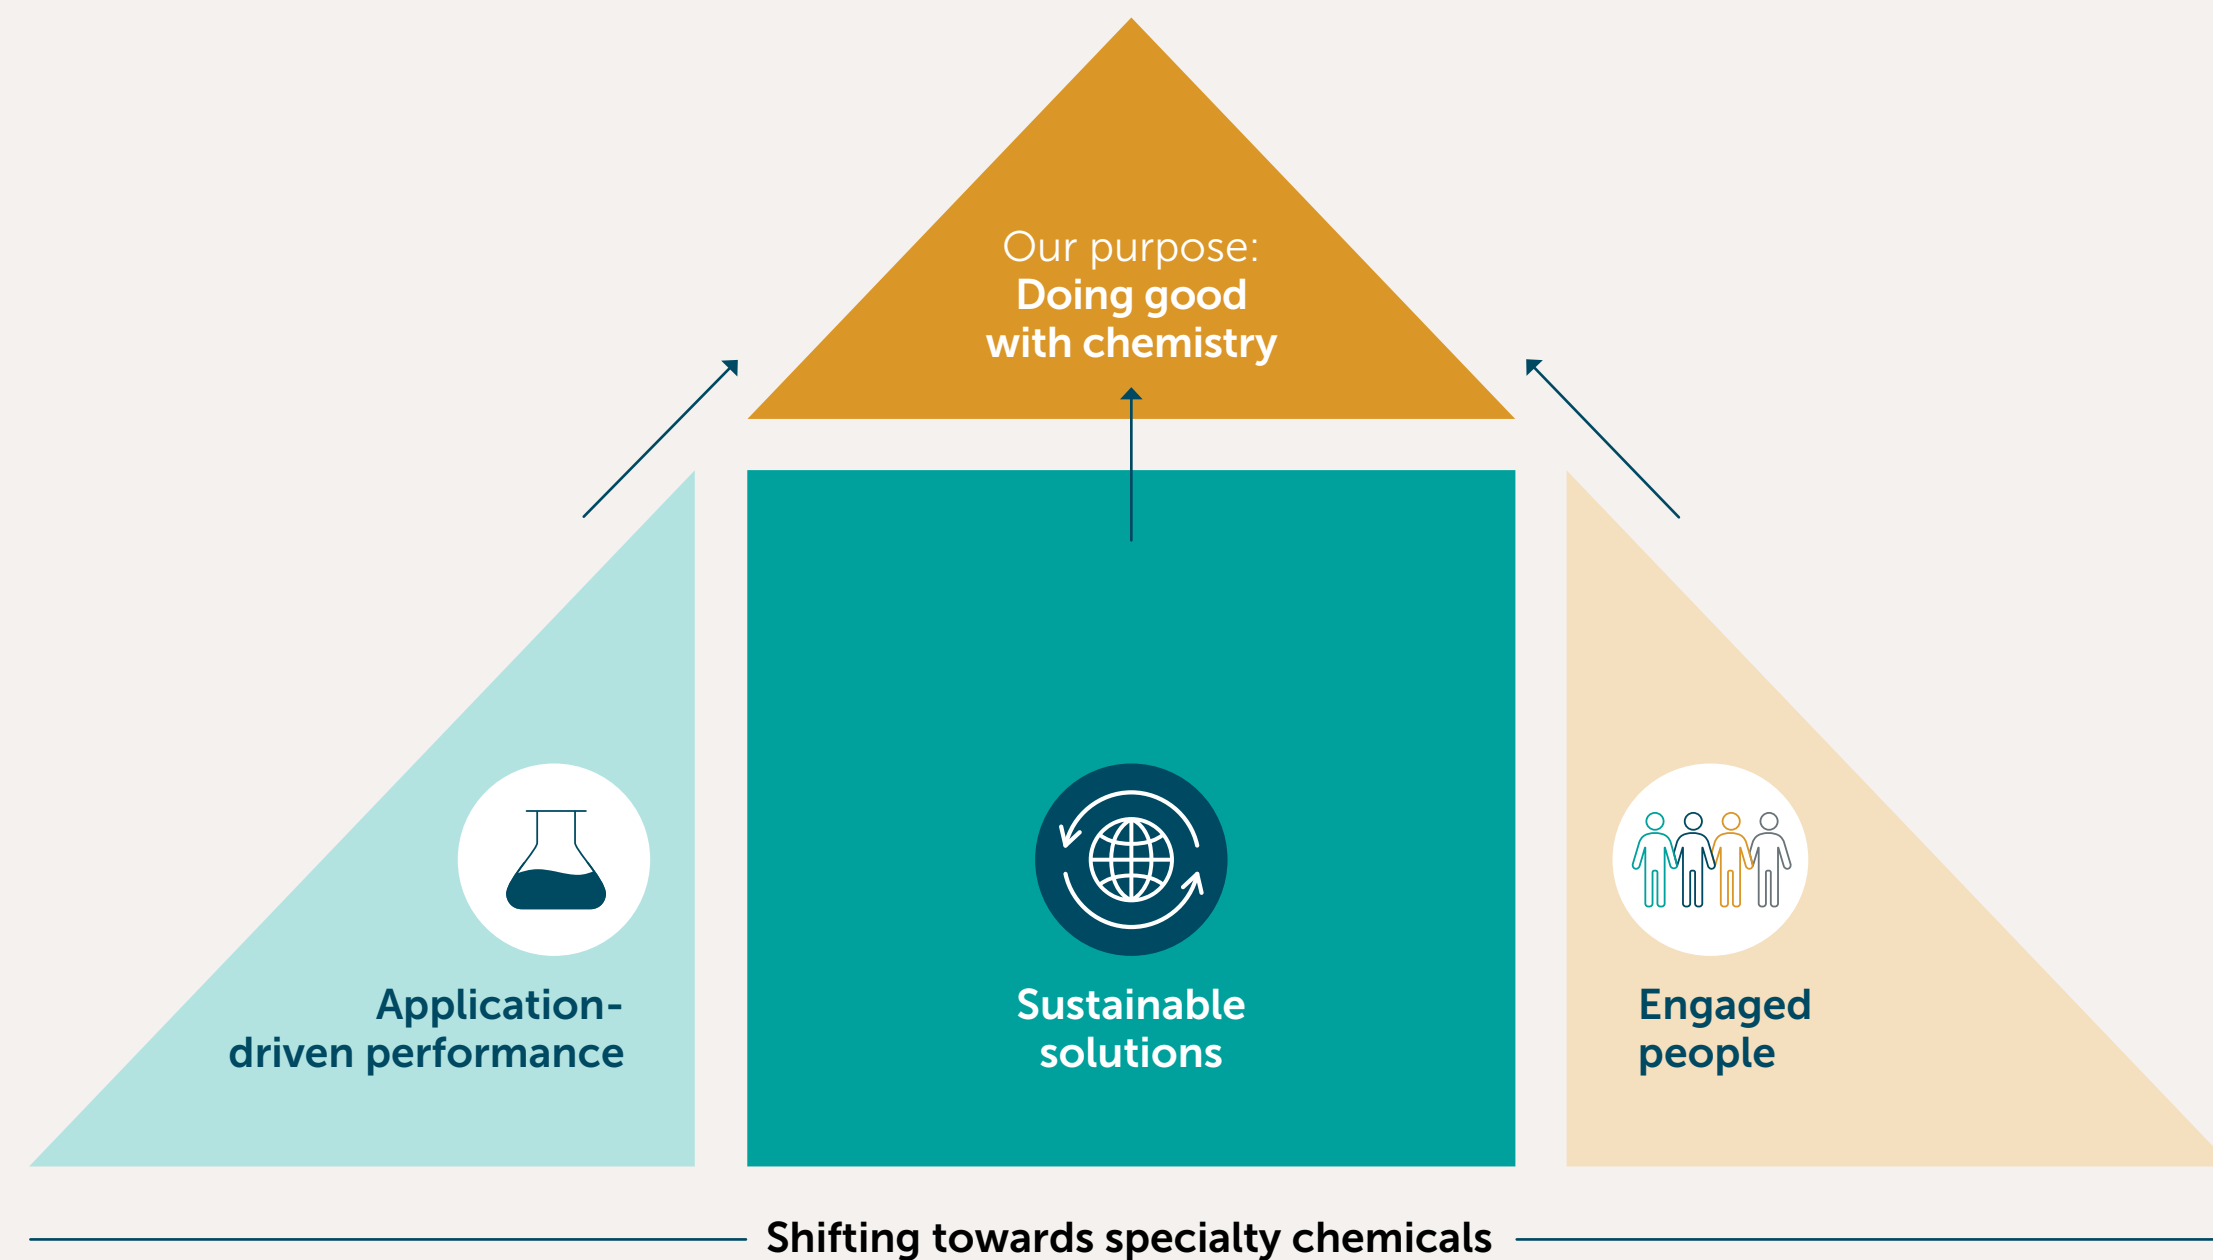 Our purpose:
Doing good
with chemistry
Application-
driven performance
Sustainable
solutions
Engaged
people
Shifting towards specialty chemicals